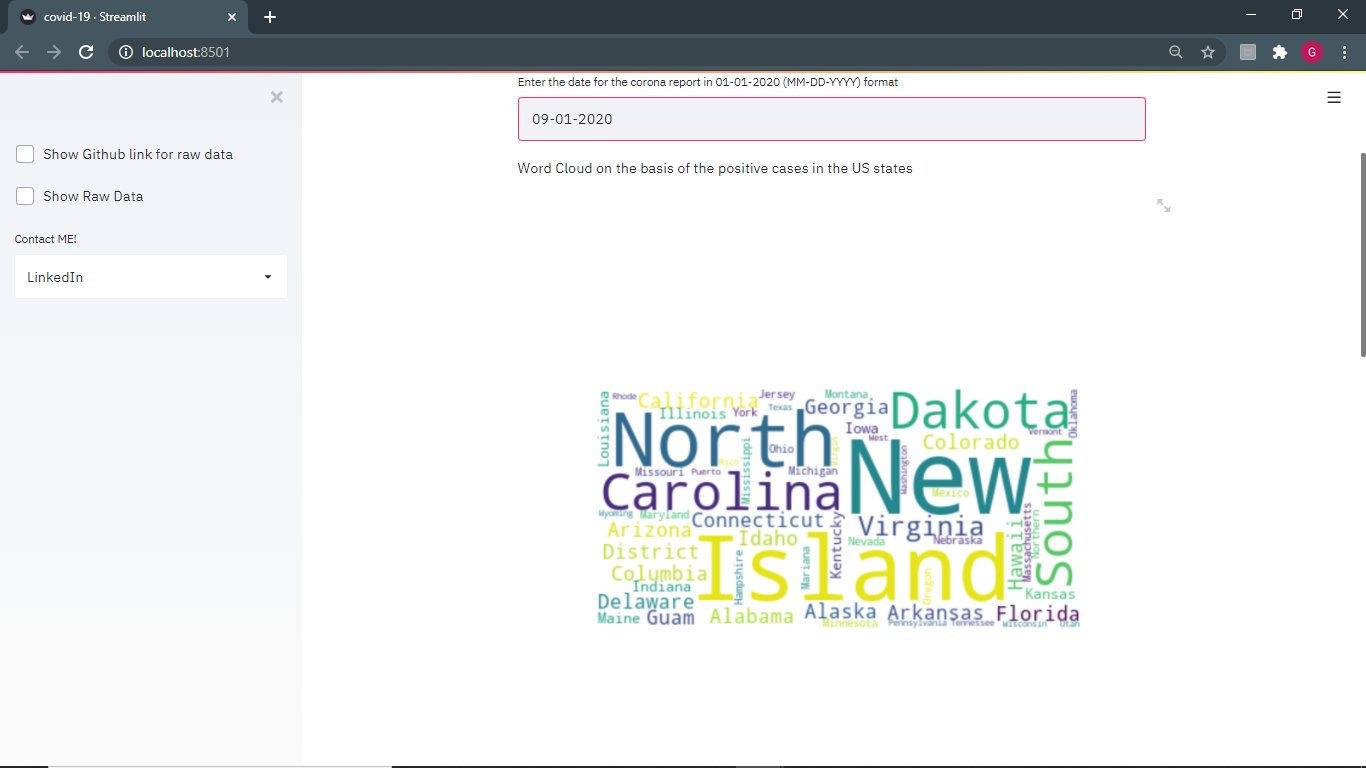 covid-19 · Streamlit
localhost:8501
G
Show Github link for raw data
Show Raw Data
Contact ME!
LinkedIn
Enter the date for the corona report in 01-01-2020 (MM-DD-YYYY) format
09-01-2020
Word Cloud on the basis of the positive cases in the US states
Louisiana
Rhode
California
Jersey
Montana
Illinois
York
Texas
Georgia
Dakota
Oklahoma
North
Iowa
West
Vermont
Ohio
Virgin
Colorado
Mississippi
Rico
Missouri
Puerto
Michigan
Washington
New
South
Carolina
Mexico
Wyoming
Maryland
Connecticut
Kentucky
Virginia
Massachusetts
Northern
Arizona
Idaho
Nevada
Nebraska
Hawaii
District
Island
Columbia
Hampshire
Mariana
Oregon
Indiana
Kansas
Delaware
Alaska
Arkansas
Florida
Maine
Guam
Alabama
Minnesota
Pennsylvania
Tennessee
Wisconsin
Utah